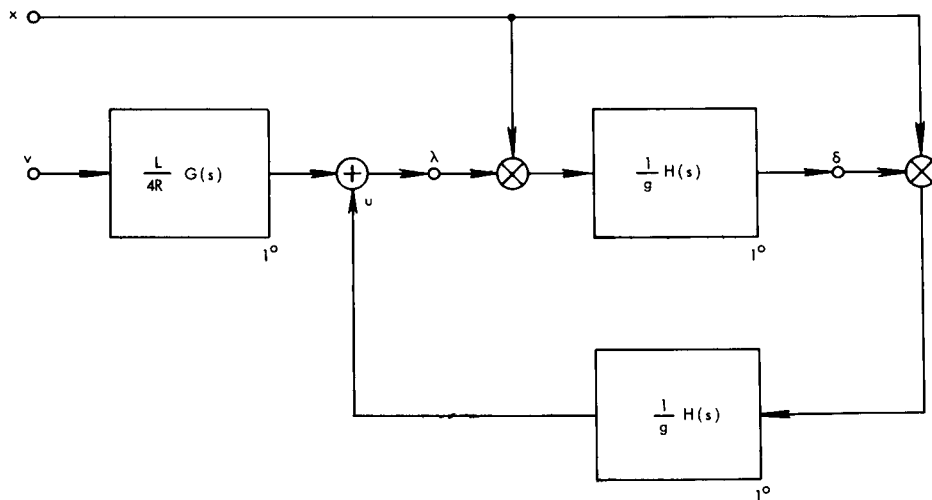 x
v
L
4R
G(s)
1°
+
u
λ
1
g
H(s)
1°
δ
1
g
H(s)
1°